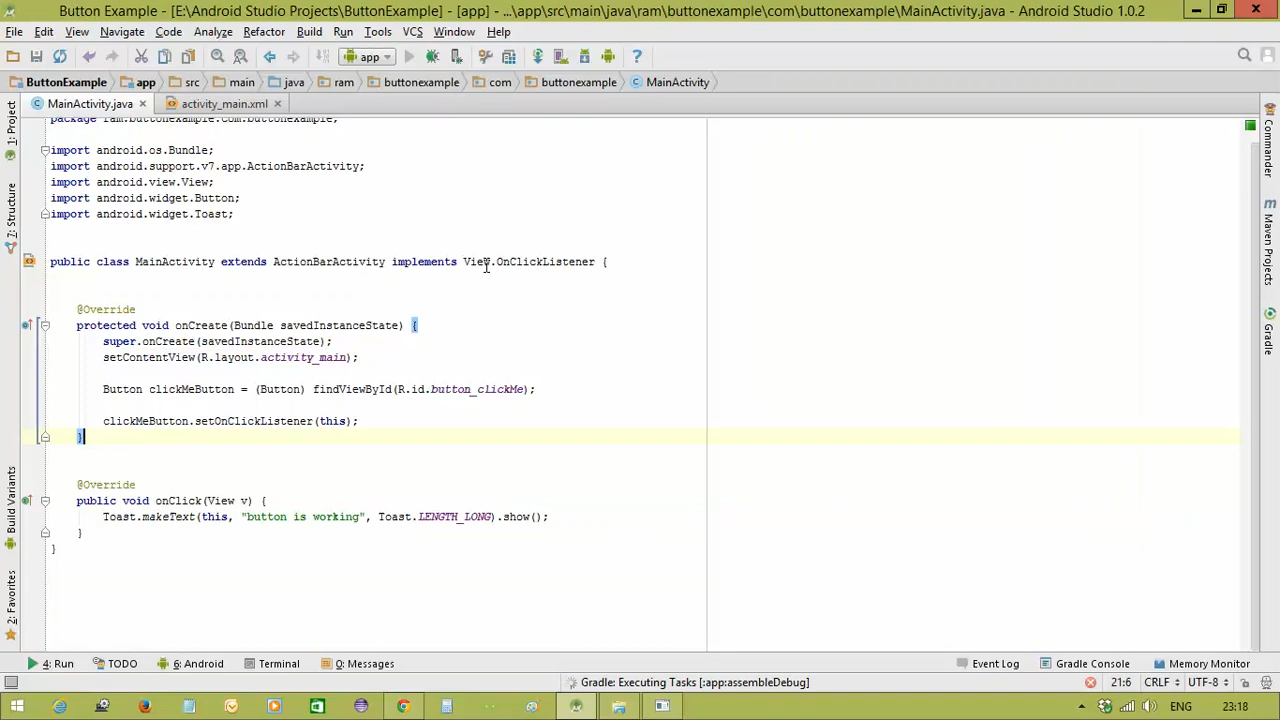 Button Example - [E:\Android Studio Projects\ButtonExample] - [app] - ...\app\src\main\java\ram\buttonexample\com\buttonexample\MainActivity.java - Android Studio 1.0.2
File Edit View Navigate Code Analyze Refactor Build Run Tools VCS Window Help
app
ButtonExample app src main java ram buttonexample com buttonexample MainActivity
MainActivity.java activity_main.xml
1: Project
Structure
Build Variants
2: Favorites
Commander
Maven Projects
Gradle
package ram.buttonexample.com.buttonexample;
import android.os.Bundle;
import android.support.v7.app.ActionBarActivity;
import android.view.View;
import android.widget.Button;
import android.widget.Toast;
public class MainActivity extends ActionBarActivity implements View.OnClickListener {
@Override
protected void onCreate(Bundle savedInstanceState) {
super.onCreate(savedInstanceState);
setContentView(R.layout.activity_main);
Button clickMeButton = (Button) findViewById(R.id.button_clickMe);
clickMeButton.setOnClickListener(this);
}
@Override
public void onClick(View v) {
Toast.makeText(this, "button is working", Toast.LENGTH_LONG).show();
}
}
4: Run TODO 6: Android Terminal 0: Messages Event Log Gradle Console Memory Monitor
Gradle: Executing Tasks [:app:assembleDebug] 21:6 CRLF UTF-8
ENG 23:18